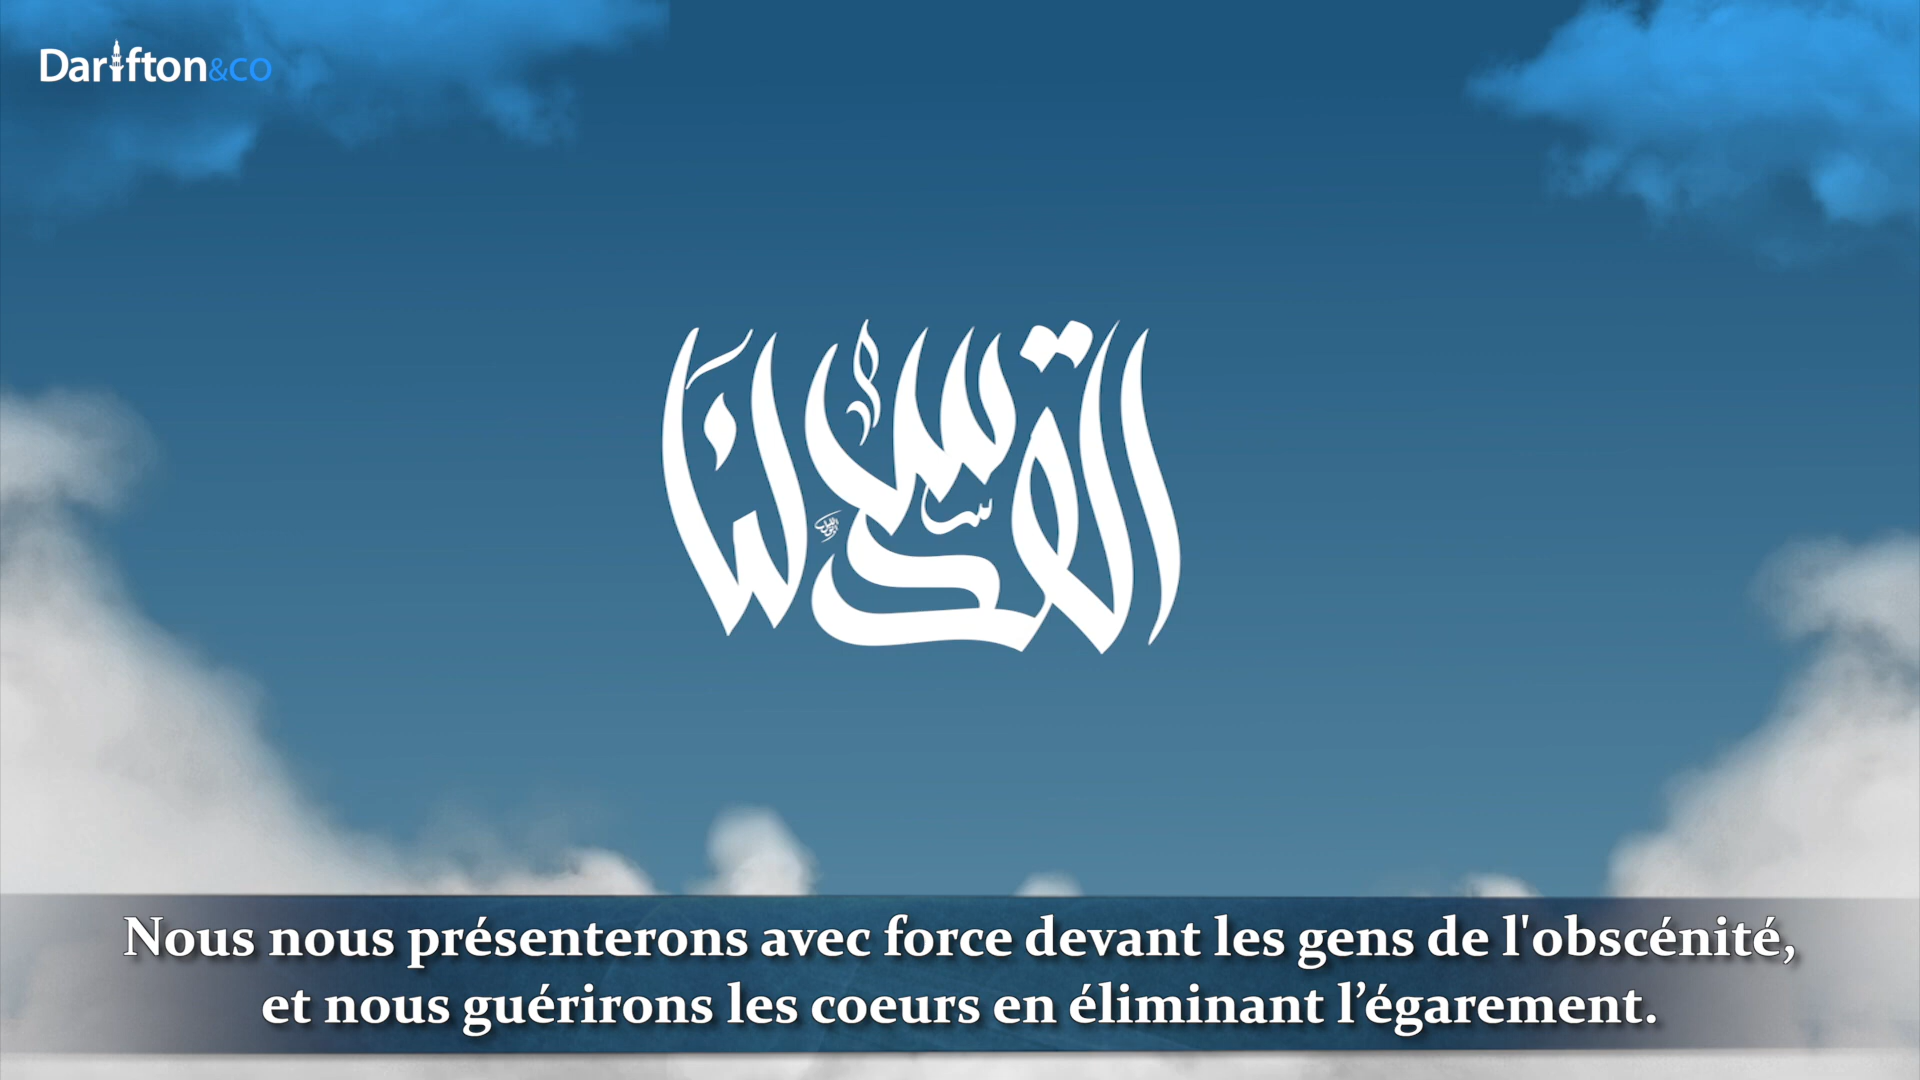 Darifton&co
القدس لنا
Nous nous présenterons avec force devant les gens de l'obscénité,
et nous guérirons les coeurs en éliminant l’égarement.